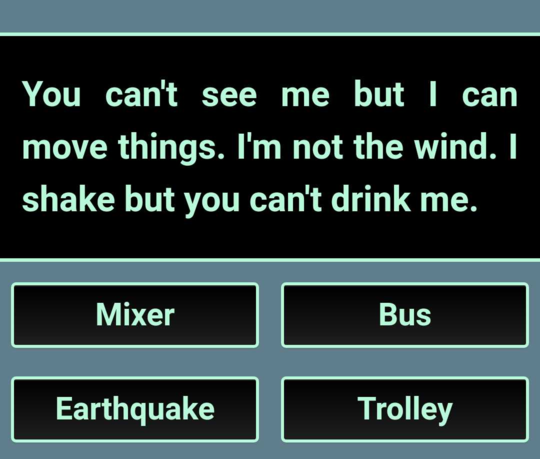 You can't see me but I can
move things. I'm not the wind. I
shake but you can't drink me.
Mixer
Bus
Earthquake
Trolley